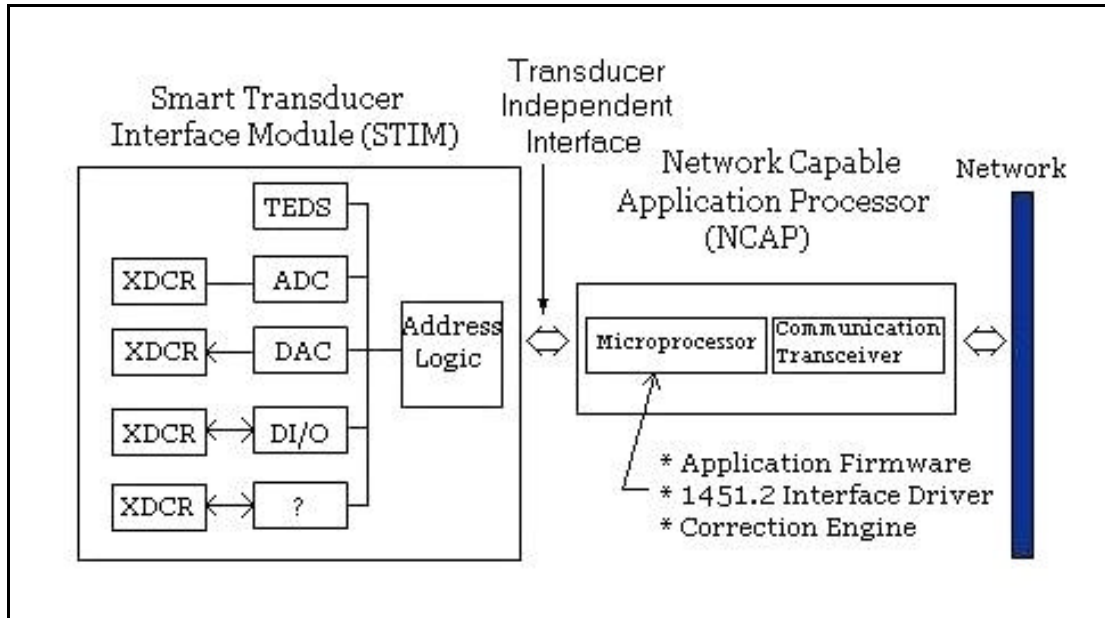 Smart Transducer
Interface Module (STIM)
Transducer
Independent
Interface
Network Capable
Application Processor
(NCAP)
Network
TEDS
XDCR
ADC
XDCR
DAC
XDCR
DI/O
XDCR
?
Address
Logic
Microprocessor
Communication
Transceiver
* Application Firmware
* 1451.2 Interface Driver
* Correction Engine